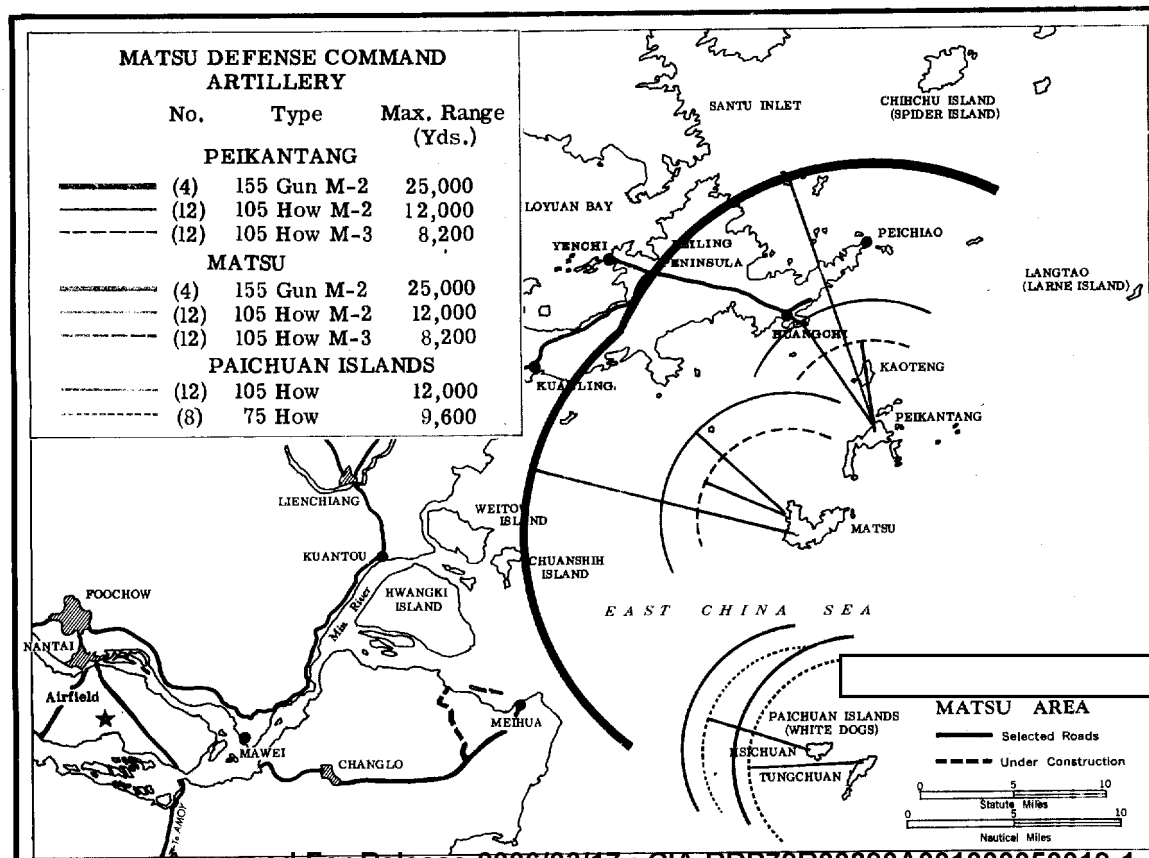 MATSU DEFENSE COMMAND
ARTILLERY
No. Type Max. Range
(Yds.)
PEIKANTANG
(4) 155 Gun M-2 25,000
(12) 105 How M-2 12,000
(12) 105 How M-3 8,200
MATSU
(4) 155 Gun M-2 25,000
(12) 105 How M-2 12,000
(12) 105 How M-3 8,200
PAICHUAN ISLANDS
(12) 105 How 12,000
(8) 75 How 9,600
SANTU INLET
CHIHCHU ISLAND
(SPIDER ISLAND)
LOYUAN BAY
YENCHI
PEILING
PENINSULA
PEICHIAO
LANGTAO
(LARNE ISLAND)
HUANGCHI
KAOTENG
KUANLING
PEIKANTANG
LIENCHIANG
WEITOW
ISLAND
MATSU
KUANTOU
CHUANSHIH
ISLAND
FOOCHOW
Min River
HWANGKI
ISLAND
EAST CHINA SEA
NANTAI
Airfield
MEIHUA
PAICHUAN ISLANDS
(WHITE DOGS)
MAWEI
HSICHUAN
CHANGLO
TUNGCHUAN
To AMOY
MATSU AREA
Selected Roads
Under Construction
0 5 10
Statute Miles
0 5 10
Nautical Miles